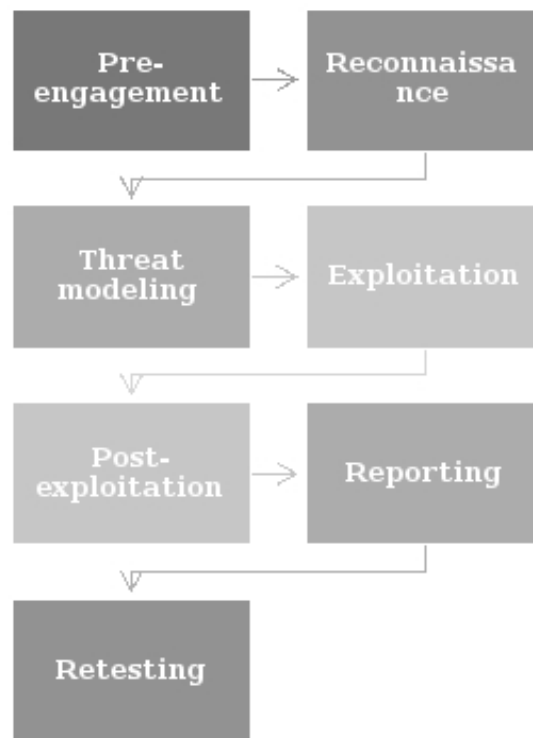 Pre-
engagement
Reconnaissa
nce
Threat
modeling
Exploitation
Post-
exploitation
Reporting
Retesting